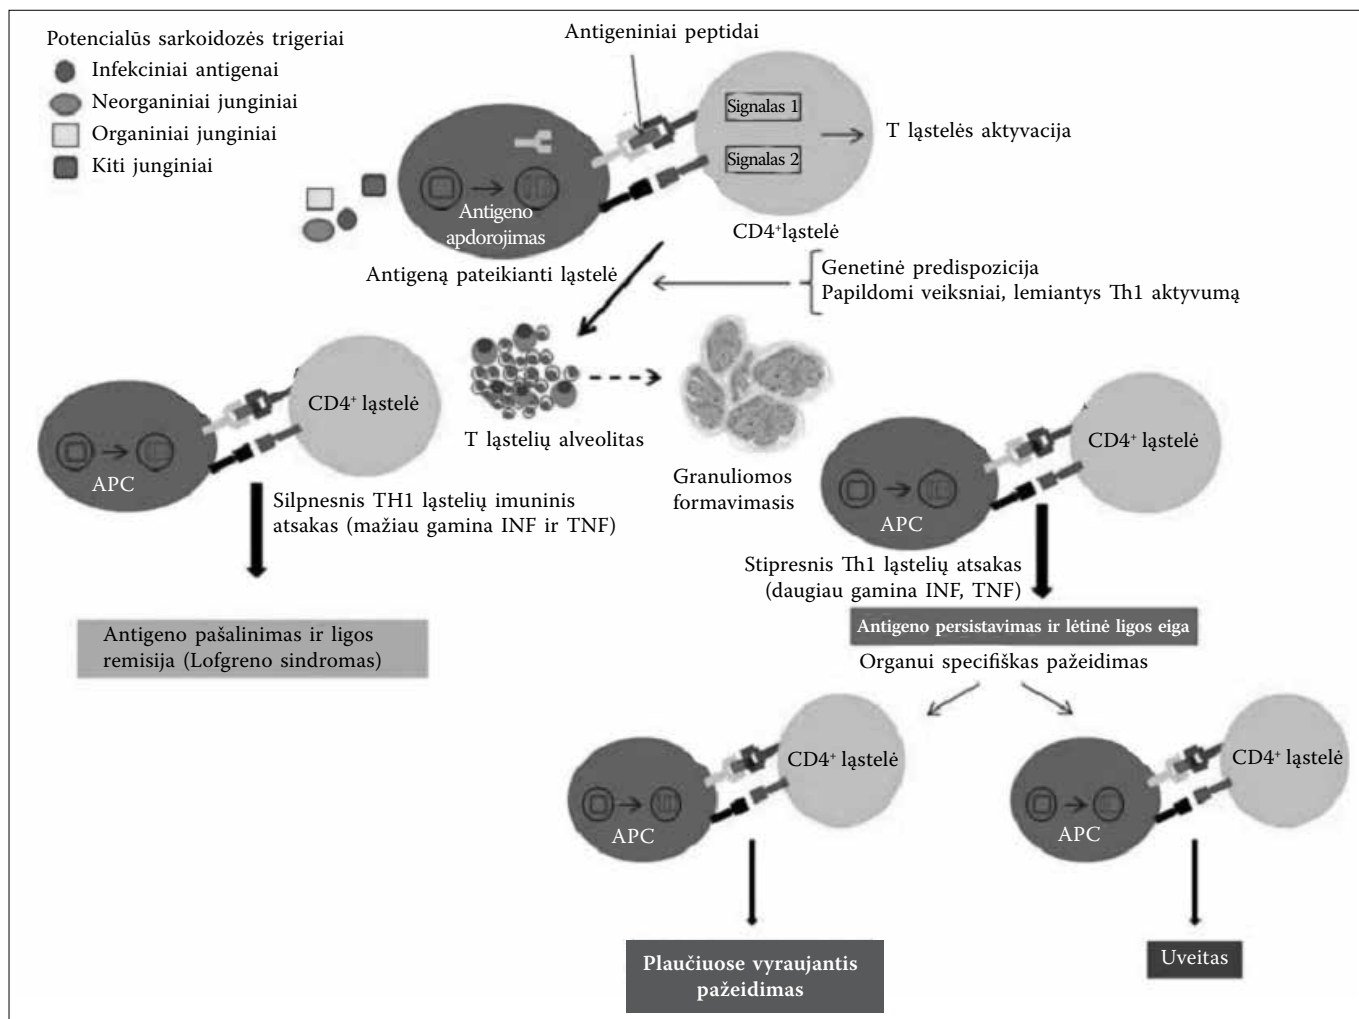 Potencialūs sarkoidozės trigeriai
Infekciniai antigenai
Neorganiniai junginiai
Organiniai junginiai
Kiti junginiai
Antigeniniai peptidai
Signalas 1
Signalas 2
T ląstelės aktyvacija
Antigeno
apdorojimas
CD4⁺ląstelė
Antigeną pateikianti ląstelė
Genetinė predispozicija
Papildomi veiksniai, lemiantys Th1 aktyvumą
CD4⁺ ląstelė
APC
T ląstelių alveolitas
Granuliomos
formavimasis
CD4⁺ ląstelė
APC
Silpnesnis TH1 ląstelių imuninis
atsakas (mažiau gamina INF ir TNF)
Stipresnis Th1 ląstelių atsakas
(daugiau gamina INF, TNF)
Antigeno pašalinimas ir ligos
remisija (Lofgreno sindromas)
Antigeno persistavimas ir lėtinė ligos eiga
Organui specifiškas pažeidimas
CD4⁺ ląstelė
APC
CD4⁺ ląstelė
APC
Plaučiuose vyraujantis
pažeidimas
Uveitas